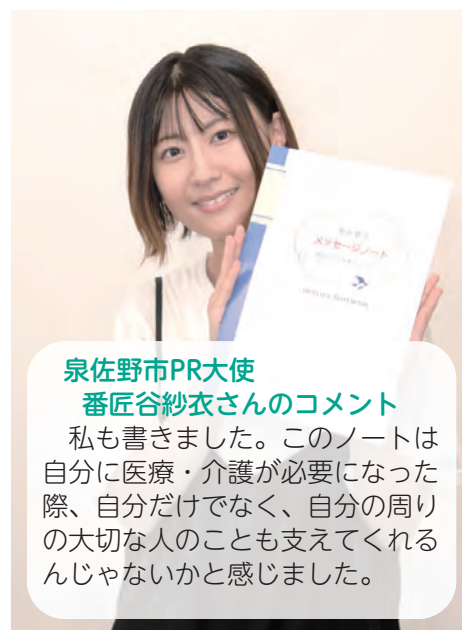 メッセージノート
泉佐野市PR大使
番匠谷紗衣さんのコメント
私も書きました。このノートは
自分に医療・介護が必要になった
際、自分だけでなく、自分の周り
の大切な人のことも支えてくれる
んじゃないかと感じました。